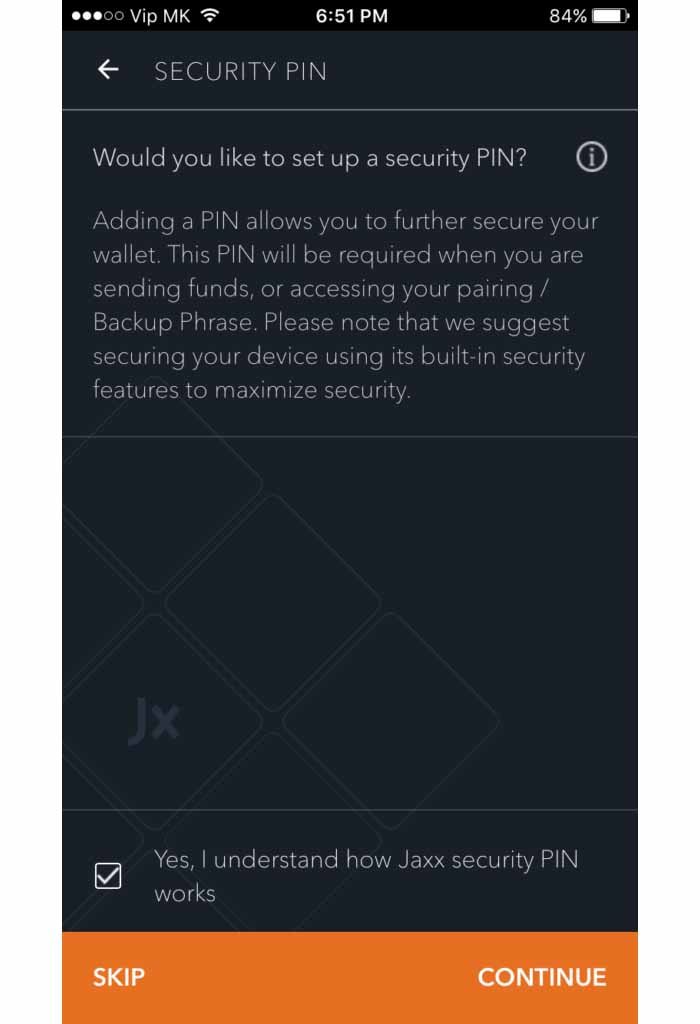 Vip MK 6:51 PM 84%
SECURITY PIN
Would you like to set up a security PIN?
Adding a PIN allows you to further secure your
wallet. This PIN will be required when you are
sending funds, or accessing your pairing /
Backup Phrase. Please note that we suggest
securing your device using its built-in security
features to maximize security.
Jx
Yes, I understand how Jaxx security PIN
works
SKIP CONTINUE